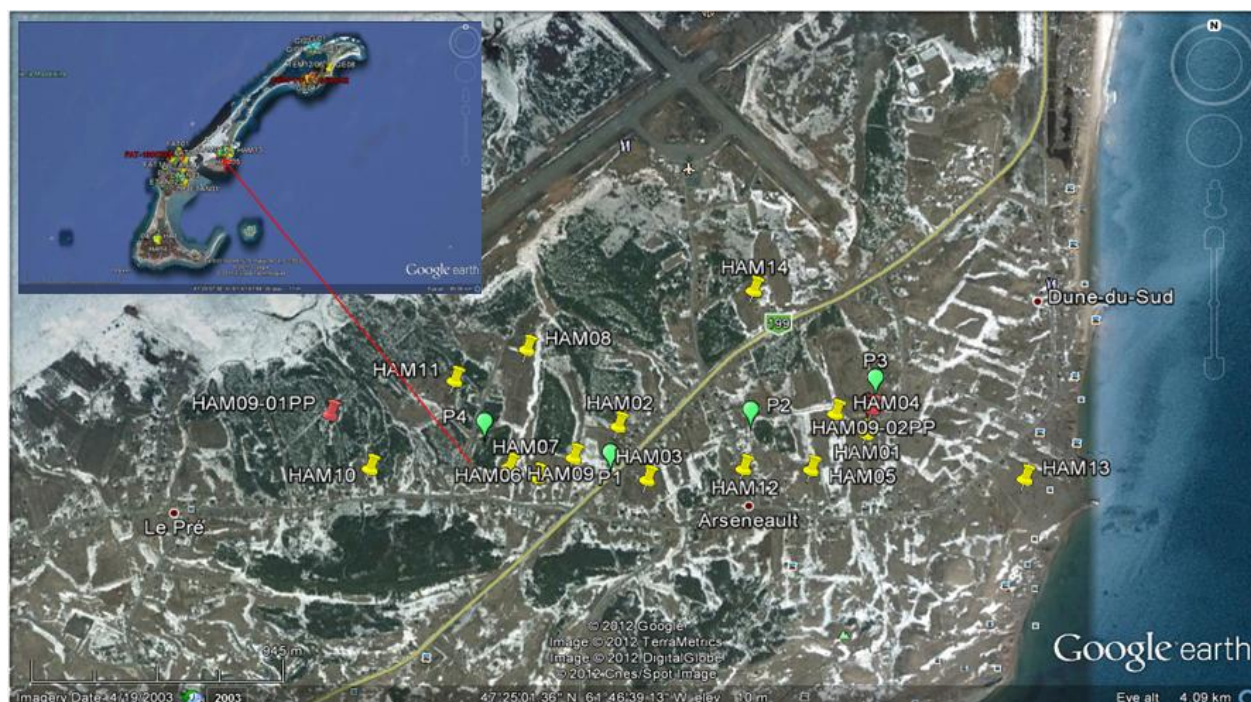 Google earth
N
HAM14
199
Dune-du-Sud
HAM08
HAM11
P3
HAM09-01PP
HAM02
P2
HAM04
P4
HAM09-02PP
HAM07
HAM03
HAM01
HAM10
HAM06
HAM09
P1
HAM12
HAM05
HAM13
Le Pré
Arseneault
945 m
© 2012 Google
Image © 2012 TerraMetrics
Image © 2012 DigitalGlobe
© 2012 Cnes/Spot Image
Google earth
Imagery Date: 4/19/2003
2003
47°25'01.36" N 61°46'39.13" W elev 10 m
Eye alt 4.09 km